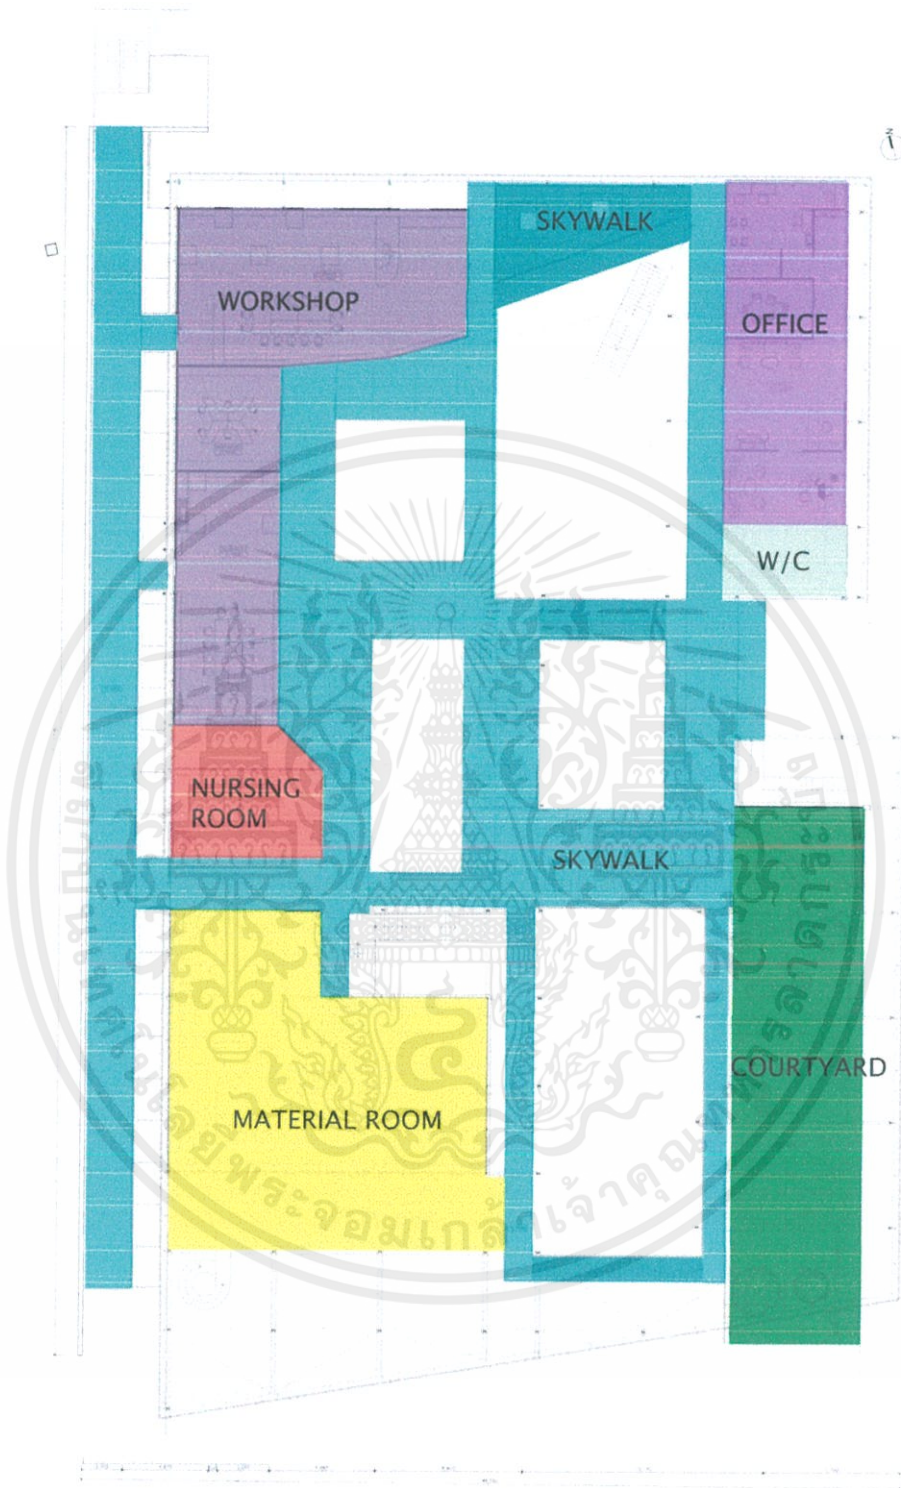 SKYWALK
WORKSHOP
OFFICE
W/C
NURSING
ROOM
SKYWALK
COURTYARD
MATERIAL ROOM